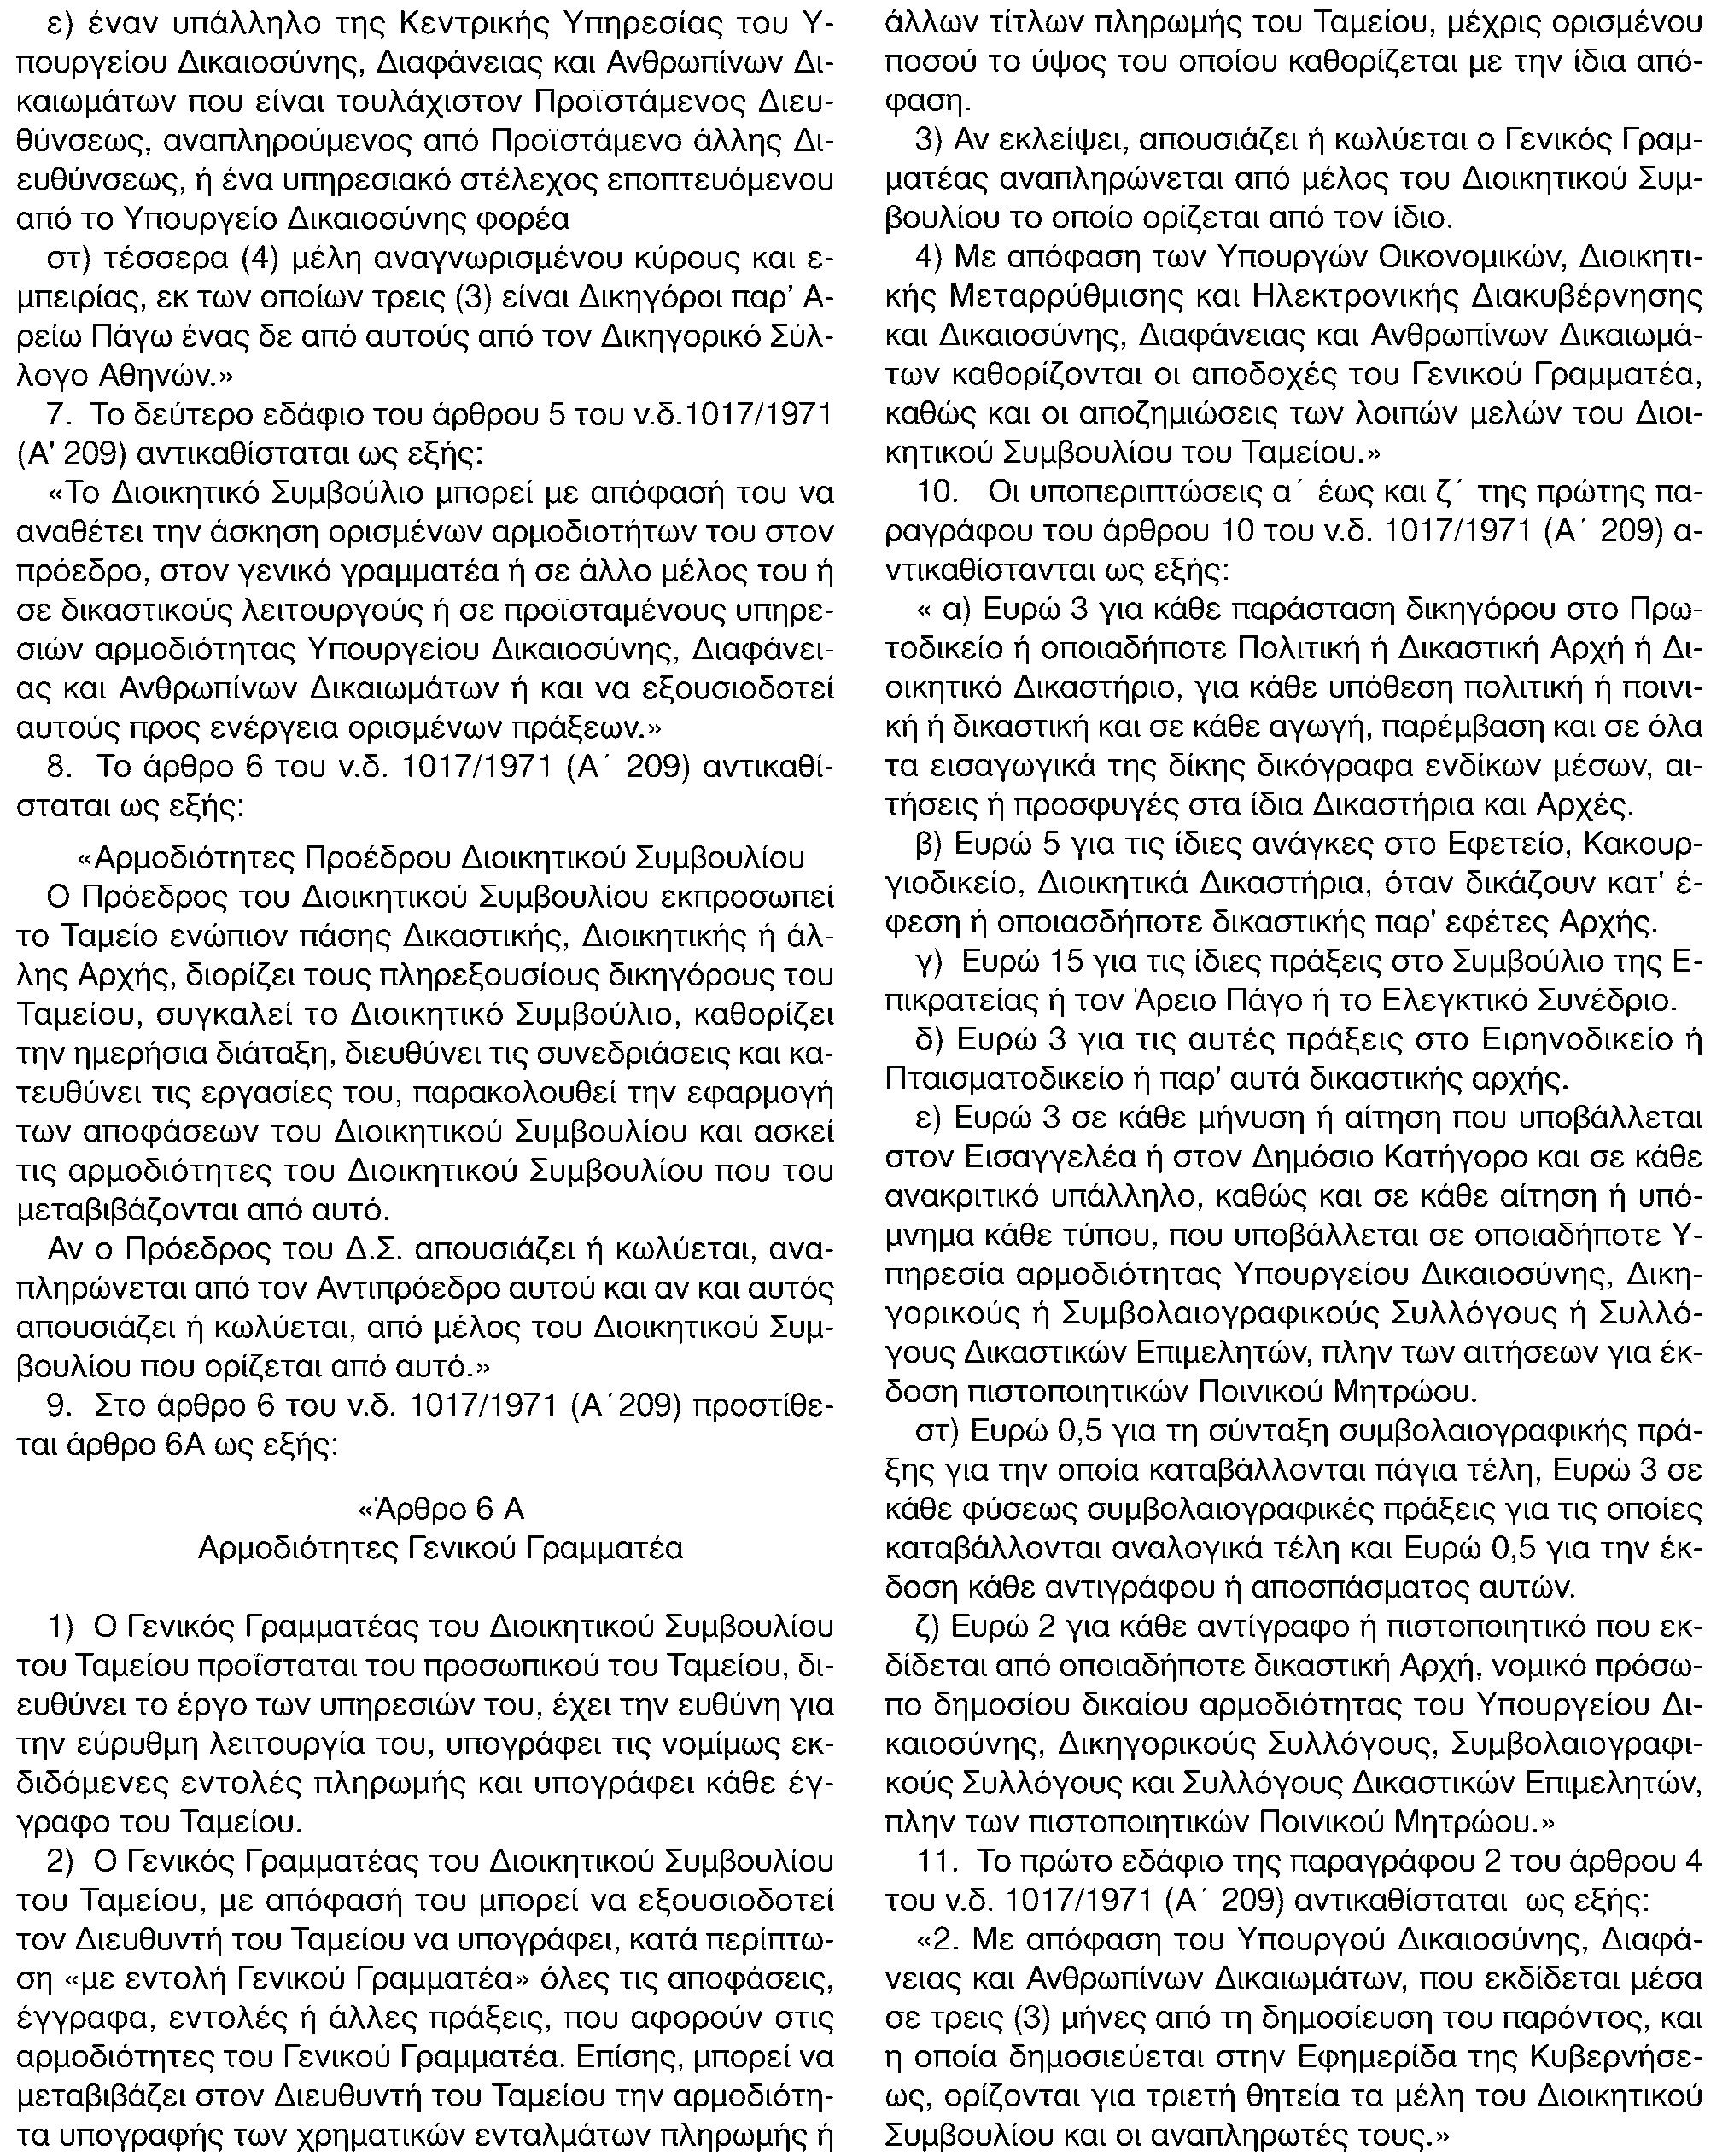 ε) έναν υπάλληλο της Κεντρικής Υπηρεσίας του Υ-
πουργείου Δικαιοσύνης, Διαφάνειας και Ανθρωπίνων Δι-
καιωμάτων που είναι τουλάχιστον Προϊστάμενος Διευ-
θύνσεως, αναπληρούμενος από Προϊστάμενο άλλης Δι-
ευθύνσεως, ή ένα υπηρεσιακό στέλεχος εποπτευόμενου
από το Υπουργείο Δικαιοσύνης φορέα
στ) τέσσερα (4) μέλη αναγνωρισμένου κύρους και ε-
μπειρίας, εκ των οποίων τρεις (3) είναι Δικηγόροι παρ’ Α-
ρείω Πάγω ένας δε από αυτούς από τον Δικηγορικό Σύλ-
λογο Αθηνών.»
7. Το δεύτερο εδάφιο του άρθρου 5 του ν.δ.1017/1971
(Α' 209) αντικαθίσταται ως εξής:
«Το Διοικητικό Συμβούλιο μπορεί με απόφασή του να
αναθέτει την άσκηση ορισμένων αρμοδιοτήτων του στον
πρόεδρο, στον γενικό γραμματέα ή σε άλλο μέλος του ή
σε δικαστικούς λειτουργούς ή σε προϊσταμένους υπηρε-
σιών αρμοδιότητας Υπουργείου Δικαιοσύνης, Διαφάνει-
ας και Ανθρωπίνων Δικαιωμάτων ή και να εξουσιοδοτεί
αυτούς προς ενέργεια ορισμένων πράξεων.»
8. Το άρθρο 6 του ν.δ. 1017/1971 (Α΄ 209) αντικαθί-
σταται ως εξής:
«Αρμοδιότητες Προέδρου Διοικητικού Συμβουλίου
Ο Πρόεδρος του Διοικητικού Συμβουλίου εκπροσωπεί
το Ταμείο ενώπιον πάσης Δικαστικής, Διοικητικής ή άλ-
λης Αρχής, διορίζει τους πληρεξουσίους δικηγόρους του
Ταμείου, συγκαλεί το Διοικητικό Συμβούλιο, καθορίζει
την ημερήσια διάταξη, διευθύνει τις συνεδριάσεις και κα-
τευθύνει τις εργασίες του, παρακολουθεί την εφαρμογή
των αποφάσεων του Διοικητικού Συμβουλίου και ασκεί
τις αρμοδιότητες του Διοικητικού Συμβουλίου που του
μεταβιβάζονται από αυτό.
Αν ο Πρόεδρος του Δ.Σ. απουσιάζει ή κωλύεται, ανα-
πληρώνεται από τον Αντιπρόεδρο αυτού και αν και αυτός
απουσιάζει ή κωλύεται, από μέλος του Διοικητικού Συμ-
βουλίου που ορίζεται από αυτό.»
9. Στο άρθρο 6 του ν.δ. 1017/1971 (Α΄209) προστίθε-
ται άρθρο 6Α ως εξής:
«Άρθρο 6 Α
Αρμοδιότητες Γενικού Γραμματέα
1) Ο Γενικός Γραμματέας του Διοικητικού Συμβουλίου
του Ταμείου προΐσταται του προσωπικού του Ταμείου, δι-
ευθύνει το έργο των υπηρεσιών του, έχει την ευθύνη για
την εύρυθμη λειτουργία του, υπογράφει τις νομίμως εκ-
διδόμενες εντολές πληρωμής και υπογράφει κάθε έγ-
γραφο του Ταμείου.
2) Ο Γενικός Γραμματέας του Διοικητικού Συμβουλίου
του Ταμείου, με απόφασή του μπορεί να εξουσιοδοτεί
τον Διευθυντή του Ταμείου να υπογράφει, κατά περίπτω-
ση «με εντολή Γενικού Γραμματέα» όλες τις αποφάσεις,
έγγραφα, εντολές ή άλλες πράξεις, που αφορούν στις
αρμοδιότητες του Γενικού Γραμματέα. Επίσης, μπορεί να
μεταβιβάζει στον Διευθυντή του Ταμείου την αρμοδιότη-
τα υπογραφής των χρηματικών ενταλμάτων πληρωμής ή
άλλων τίτλων πληρωμής του Ταμείου, μέχρις ορισμένου
ποσού το ύψος του οποίου καθορίζεται με την ίδια από-
φαση.
3) Αν εκλείψει, απουσιάζει ή κωλύεται ο Γενικός Γραμ-
ματέας αναπληρώνεται από μέλος του Διοικητικού Συμ-
βουλίου το οποίο ορίζεται από τον ίδιο.
4) Με απόφαση των Υπουργών Οικονομικών, Διοικητι-
κής Μεταρρύθμισης και Ηλεκτρονικής Διακυβέρνησης
και Δικαιοσύνης, Διαφάνειας και Ανθρωπίνων Δικαιωμά-
των καθορίζονται οι αποδοχές του Γενικού Γραμματέα,
καθώς και οι αποζημιώσεις των λοιπών μελών του Διοι-
κητικού Συμβουλίου του Ταμείου.»
10. Οι υποπεριπτώσεις α΄ έως και ζ΄ της πρώτης πα-
ραγράφου του άρθρου 10 του ν.δ. 1017/1971 (Α΄ 209) α-
ντικαθίστανται ως εξής:
« α) Ευρώ 3 για κάθε παράσταση δικηγόρου στο Πρω-
τοδικείο ή οποιαδήποτε Πολιτική ή Δικαστική Αρχή ή Δι-
οικητικό Δικαστήριο, για κάθε υπόθεση πολιτική ή ποινι-
κή ή δικαστική και σε κάθε αγωγή, παρέμβαση και σε όλα
τα εισαγωγικά της δίκης δικόγραφα ενδίκων μέσων, αι-
τήσεις ή προσφυγές στα ίδια Δικαστήρια και Αρχές.
β) Ευρώ 5 για τις ίδιες ανάγκες στο Εφετείο, Κακουρ-
γιοδικείο, Διοικητικά Δικαστήρια, όταν δικάζουν κατ' έ-
φεση ή οποιασδήποτε δικαστικής παρ' εφέτες Αρχής.
γ) Ευρώ 15 για τις ίδιες πράξεις στο Συμβούλιο της Ε-
πικρατείας ή τον Άρειο Πάγο ή το Ελεγκτικό Συνέδριο.
δ) Ευρώ 3 για τις αυτές πράξεις στο Ειρηνοδικείο ή
Πταισματοδικείο ή παρ' αυτά δικαστικής αρχής.
ε) Ευρώ 3 σε κάθε μήνυση ή αίτηση που υποβάλλεται
στον Εισαγγελέα ή στον Δημόσιο Κατήγορο και σε κάθε
ανακριτικό υπάλληλο, καθώς και σε κάθε αίτηση ή υπό-
μνημα κάθε τύπου, που υποβάλλεται σε οποιαδήποτε Υ-
πηρεσία αρμοδιότητας Υπουργείου Δικαιοσύνης, Δικη-
γορικούς ή Συμβολαιογραφικούς Συλλόγους ή Συλλό-
γους Δικαστικών Επιμελητών, πλην των αιτήσεων για έκ-
δοση πιστοποιητικών Ποινικού Μητρώου.
στ) Ευρώ 0,5 για τη σύνταξη συμβολαιογραφικής πρά-
ξης για την οποία καταβάλλονται πάγια τέλη, Ευρώ 3 σε
κάθε φύσεως συμβολαιογραφικές πράξεις για τις οποίες
καταβάλλονται αναλογικά τέλη και Ευρώ 0,5 για την έκ-
δοση κάθε αντιγράφου ή αποσπάσματος αυτών.
ζ) Ευρώ 2 για κάθε αντίγραφο ή πιστοποιητικό που εκ-
δίδεται από οποιαδήποτε δικαστική Αρχή, νομικό πρόσω-
πο δημοσίου δικαίου αρμοδιότητας του Υπουργείου Δι-
καιοσύνης, Δικηγορικούς Συλλόγους, Συμβολαιογραφι-
κούς Συλλόγους και Συλλόγους Δικαστικών Επιμελητών,
πλην των πιστοποιητικών Ποινικού Μητρώου.»
11. Το πρώτο εδάφιο της παραγράφου 2 του άρθρου 4
του ν.δ. 1017/1971 (Α΄ 209) αντικαθίσταται ως εξής:
«2. Με απόφαση του Υπουργού Δικαιοσύνης, Διαφά-
νειας και Ανθρωπίνων Δικαιωμάτων, που εκδίδεται μέσα
σε τρεις (3) μήνες από τη δημοσίευση του παρόντος, και
η οποία δημοσιεύεται στην Εφημερίδα της Κυβερνήσε-
ως, ορίζονται για τριετή θητεία τα μέλη του Διοικητικού
Συμβουλίου και οι αναπληρωτές τους.»